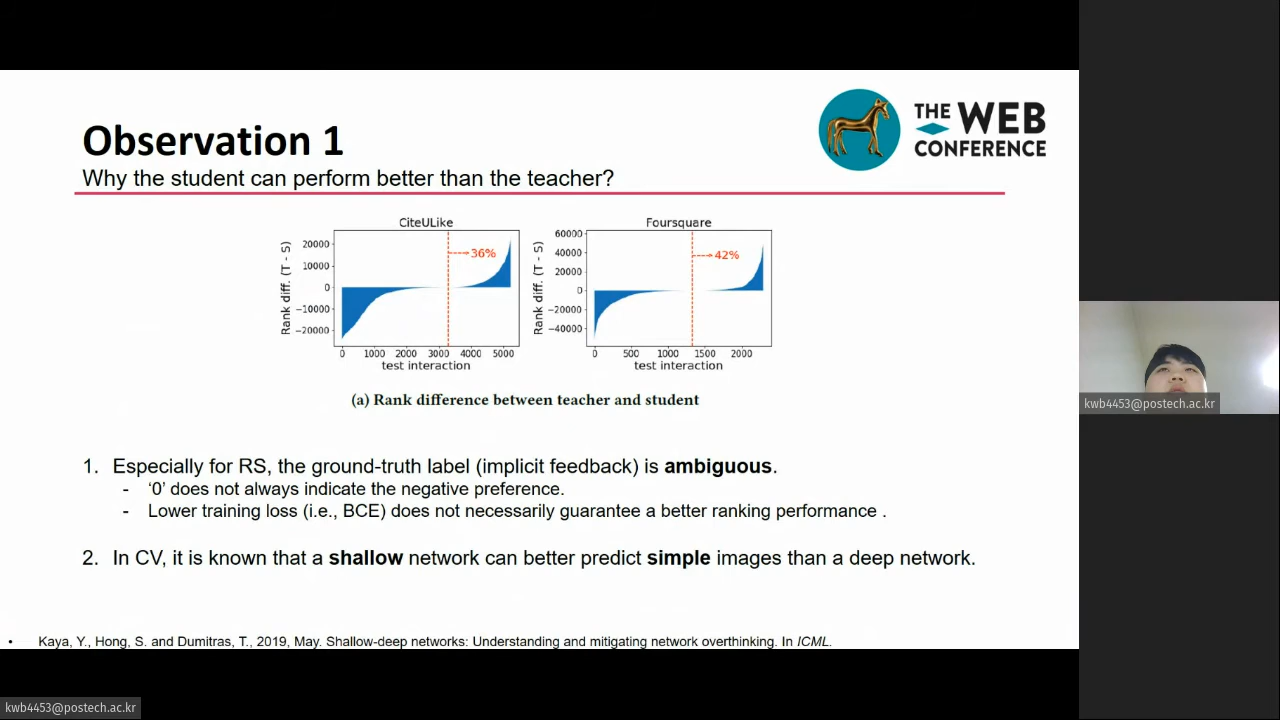 THE WEB
CONFERENCE
Observation 1
Why the student can perform better than the teacher?
CiteULike
Rank diff. (T - S)
20000
10000
0
−10000
−20000
36%
0 1000 2000 3000 4000 5000
test interaction
Foursquare
Rank diff. (T - S)
60000
40000
20000
0
−20000
−40000
42%
0 500 1000 1500 2000
test interaction
(a) Rank difference between teacher and student
1. Especially for RS, the ground-truth label (implicit feedback) is ambiguous.
- ‘0’ does not always indicate the negative preference.
- Lower training loss (i.e., BCE) does not necessarily guarantee a better ranking performance .
2. In CV, it is known that a shallow network can better predict simple images than a deep network.
• Kaya, Y., Hong, S. and Dumitras, T., 2019, May. Shallow-deep networks: Understanding and mitigating network overthinking. In ICML.
kwb4453@postech.ac.kr
kwb4453@postech.ac.kr